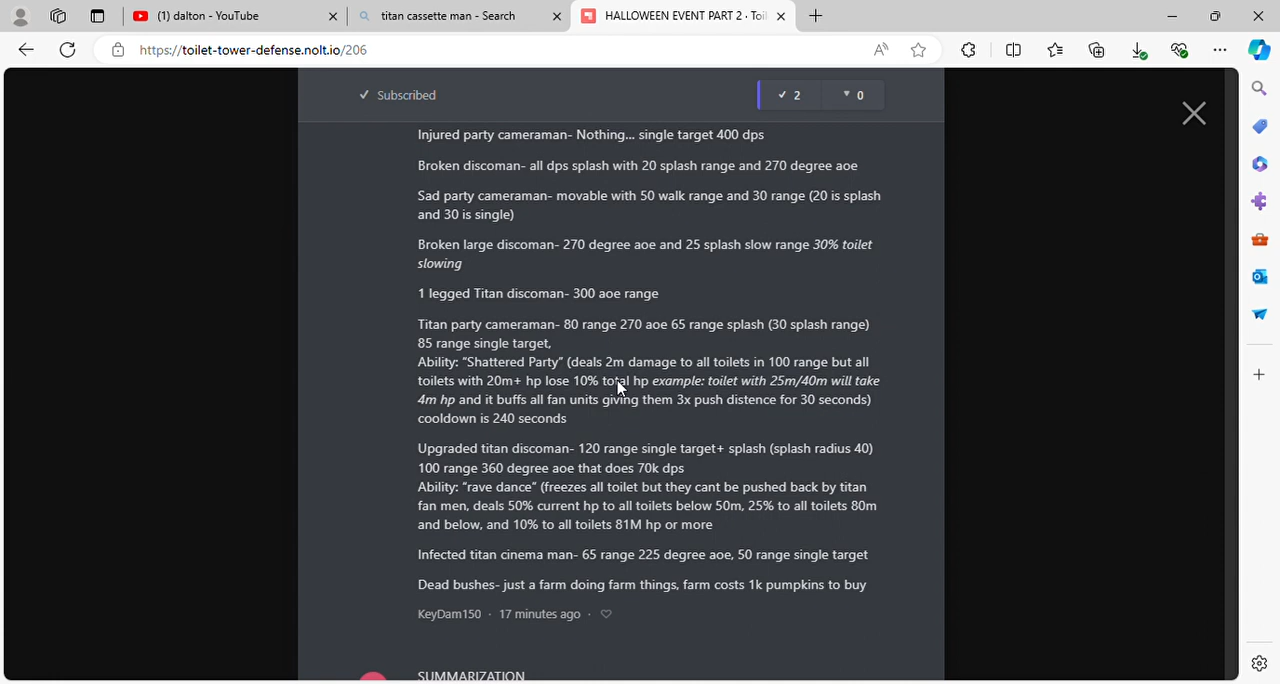 (1) dalton - YouTube
titan cassette man - Search
HALLOWEEN EVENT PART 2 · Toil
https://toilet-tower-defense.nolt.io/206
Subscribed
2
0
Injured party cameraman- Nothing... single target 400 dps
Broken discoman- all dps splash with 20 splash range and 270 degree aoe
Sad party cameraman- movable with 50 walk range and 30 range (20 is splash
and 30 is single)
Broken large discoman- 270 degree aoe and 25 splash slow range 30% toilet
slowing
1 legged Titan discoman- 300 aoe range
Titan party cameraman- 80 range 270 aoe 65 range splash (30 splash range)
85 range single target,
Ability: “Shattered Party” (deals 2m damage to all toilets in 100 range but all
toilets with 20m+ hp lose 10% total hp example: toilet with 25m/40m will take
4m hp and it buffs all fan units giving them 3x push distence for 30 seconds)
cooldown is 240 seconds
Upgraded titan discoman- 120 range single target+ splash (splash radius 40)
100 range 360 degree aoe that does 70k dps
Ability: “rave dance” (freezes all toilet but they cant be pushed back by titan
fan men, deals 50% current hp to all toilets below 50m, 25% to all toilets 80m
and below, and 10% to all toilets 81M hp or more
Infected titan cinema man- 65 range 225 degree aoe, 50 range single target
Dead bushes- just a farm doing farm things, farm costs 1k pumpkins to buy
KeyDam150 · 17 minutes ago ·
SUMMARIZATION